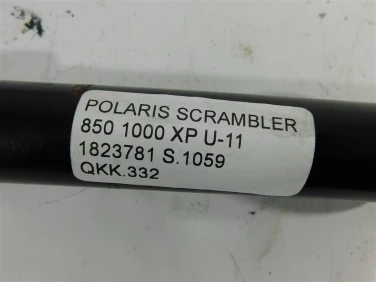 POLARIS SCRAMBLER
850 1000 XP U-11
1823781 S.1059
QKK.332